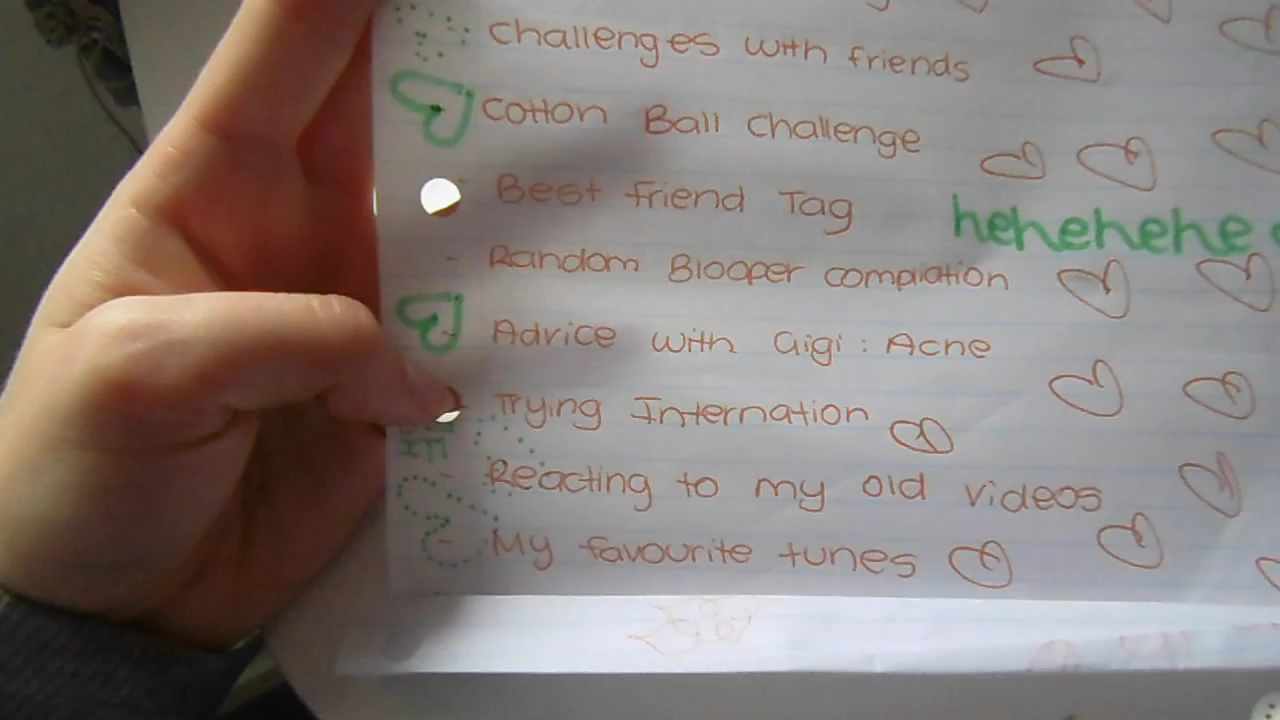 challenges with friends
Cotton Ball challenge
Best friend Tag
hehehehe
- Random Blooper compiation
Advice with Gigi : Acne
- Trying Internation
- Reacting to my old videos
- My favourite tunes